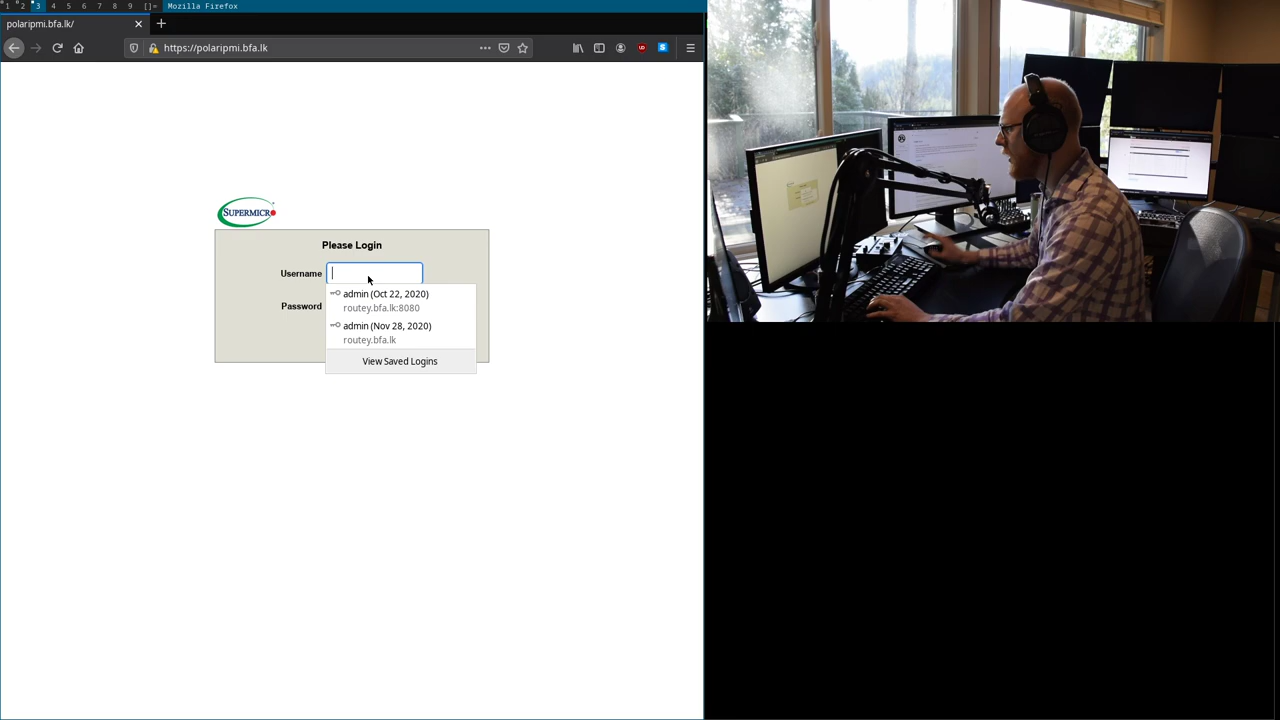 1 2 3 4 5 6 7 8 9 []= Mozilla Firefox
polaripmi.bfa.lk/
https://polaripmi.bfa.lk
SUPERMICR
Please Login
Username
admin (Oct 22, 2020)
routey.bfa.lk:8080
Password
admin (Nov 28, 2020)
routey.bfa.lk
View Saved Logins